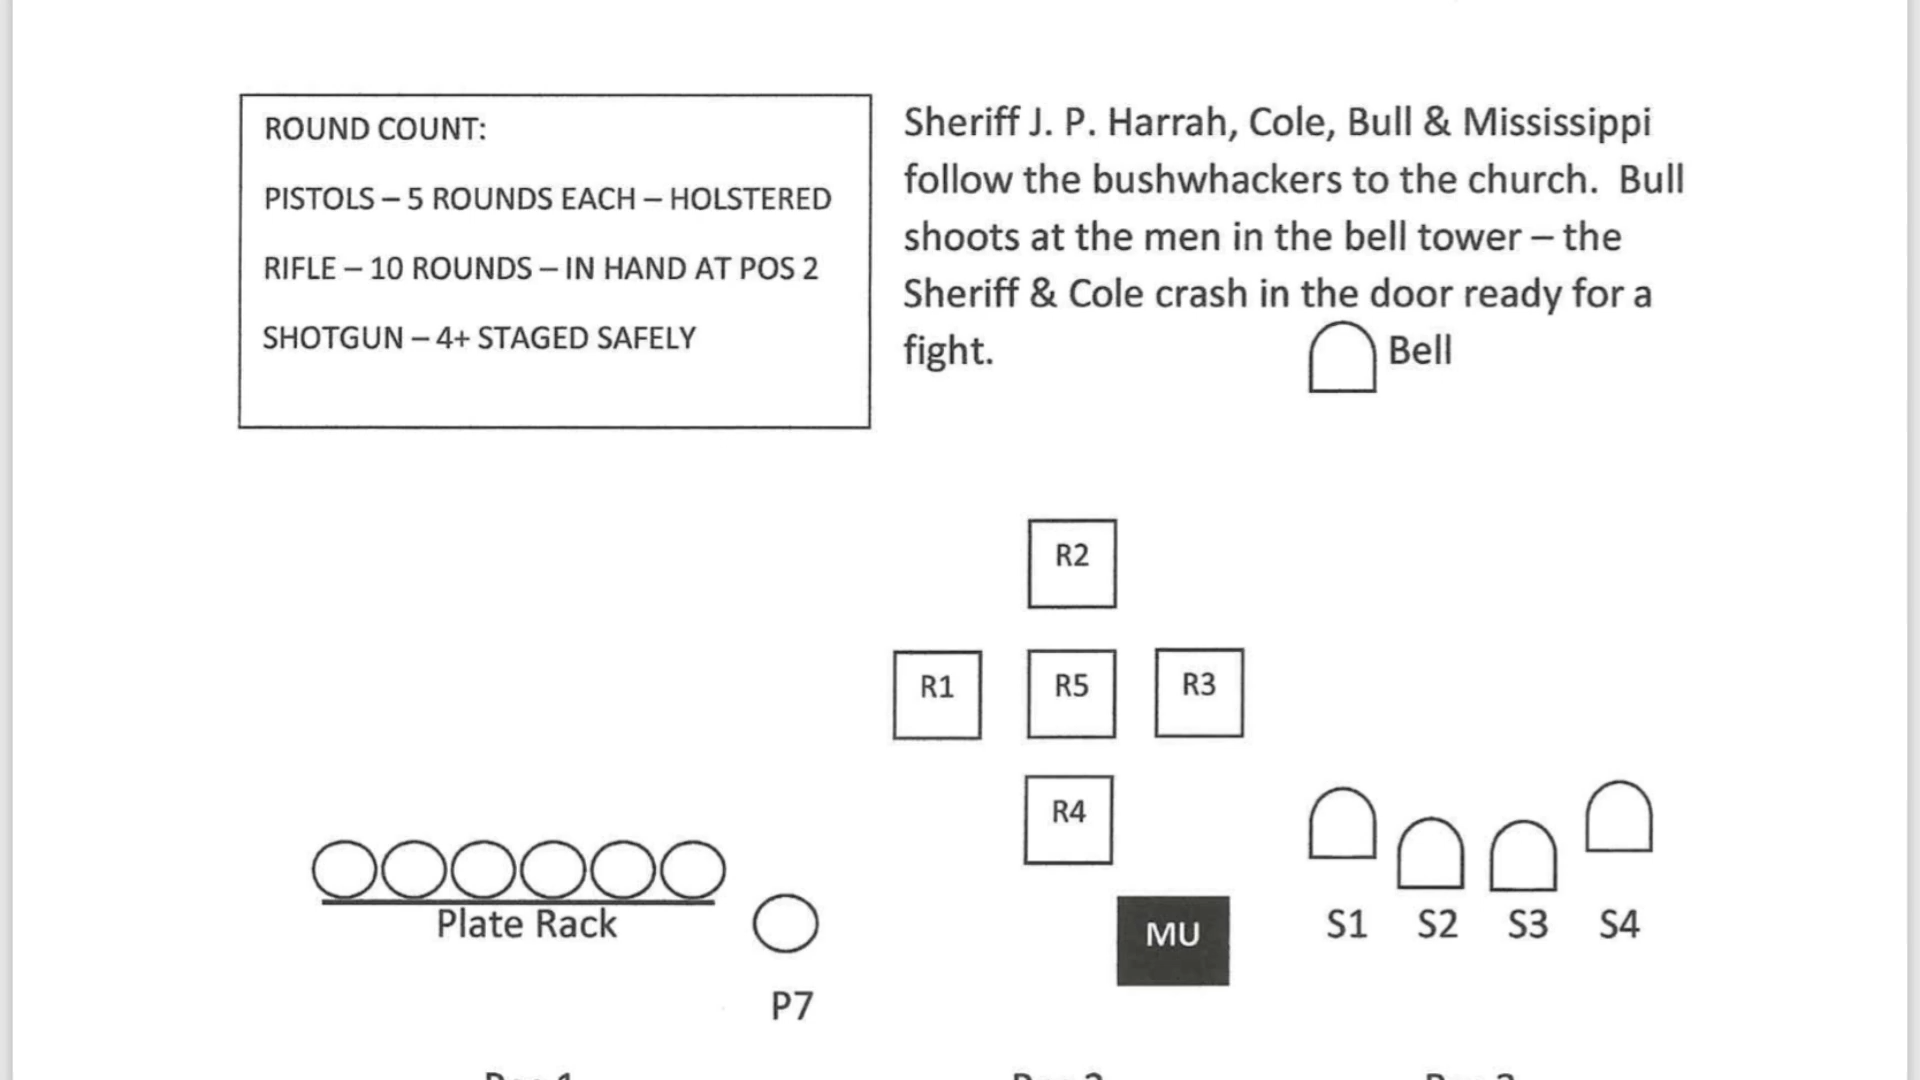 ROUND COUNT:
PISTOLS – 5 ROUNDS EACH – HOLSTERED
RIFLE – 10 ROUNDS – IN HAND AT POS 2
SHOTGUN – 4+ STAGED SAFELY
Sheriff J. P. Harrah, Cole, Bull & Mississippi
follow the bushwhackers to the church.  Bull
shoots at the men in the bell tower – the
Sheriff & Cole crash in the door ready for a
fight.
Bell
R2
R1
R5
R3
R4
Plate Rack
P7
MU
S1
S2
S3
S4